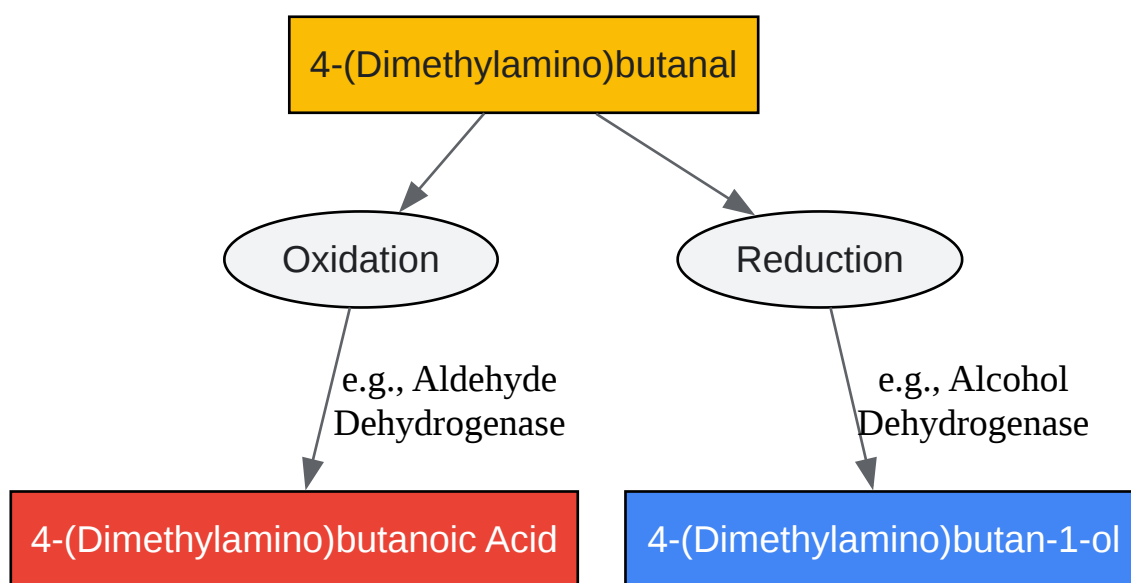 4-(Dimethylamino)butanal
Oxidation
Reduction
e.g., Aldehyde
Dehydrogenase
e.g., Alcohol
Dehydrogenase
4-(Dimethylamino)butanoic Acid
4-(Dimethylamino)butan-1-ol